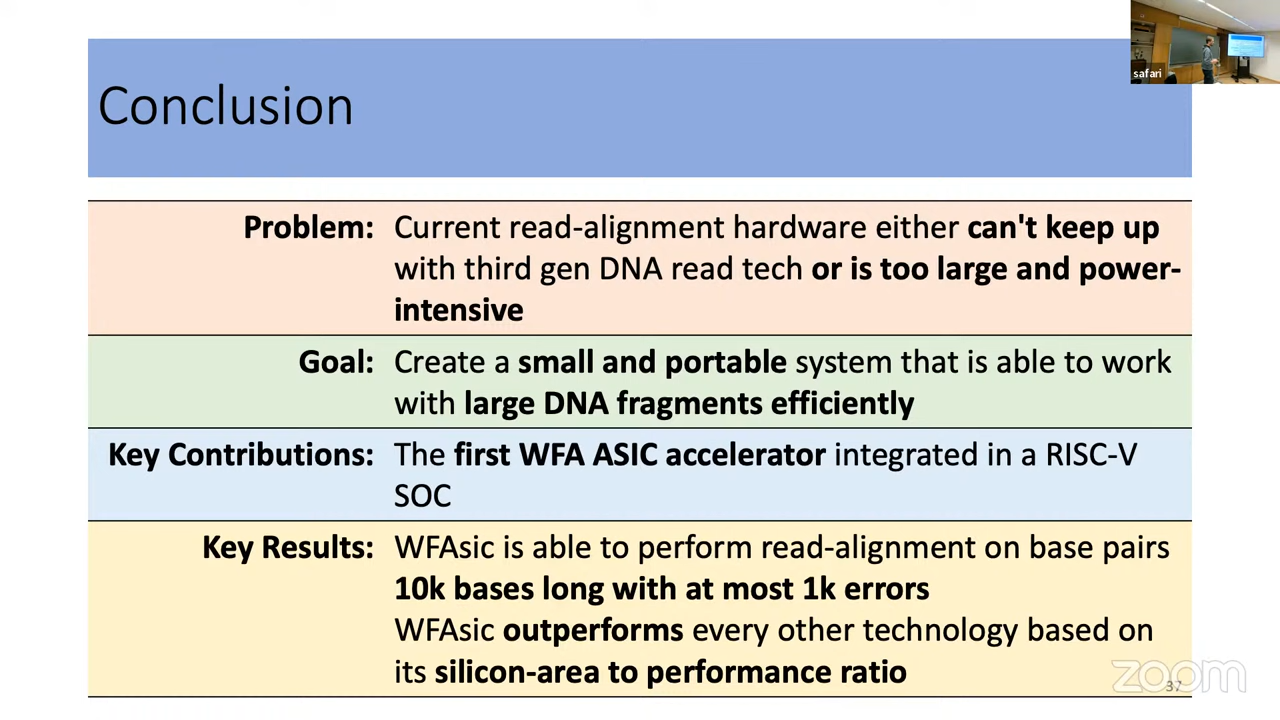 safari
Conclusion
Problem: Current read-alignment hardware either can't keep up
with third gen DNA read tech or is too large and power-
intensive
Goal: Create a small and portable system that is able to work
with large DNA fragments efficiently
Key Contributions: The first WFA ASIC accelerator integrated in a RISC-V
SOC
Key Results: WFAsic is able to perform read-alignment on base pairs
10k bases long with at most 1k errors
WFAsic outperforms every other technology based on
its silicon-area to performance ratio
37
zoom